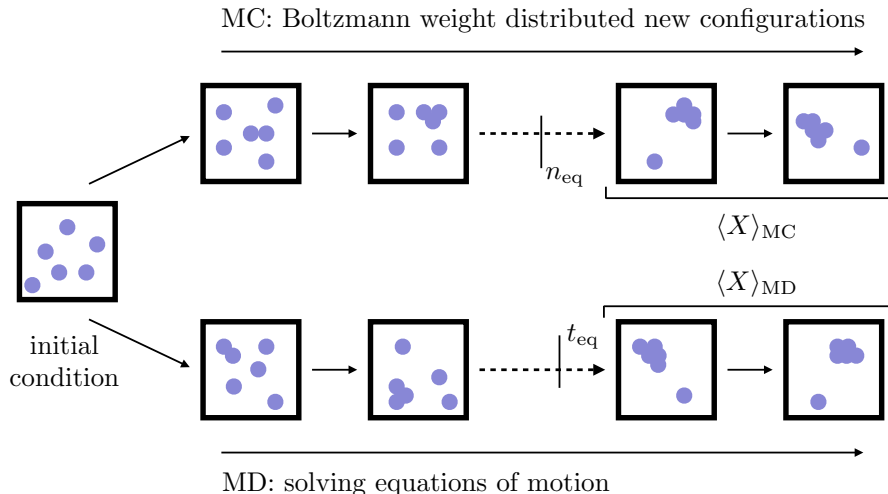 MC: Boltzmann weight distributed new configurations
n_eq
⟨X⟩_MC
⟨X⟩_MD
t_eq
initial
condition
MD: solving equations of motion